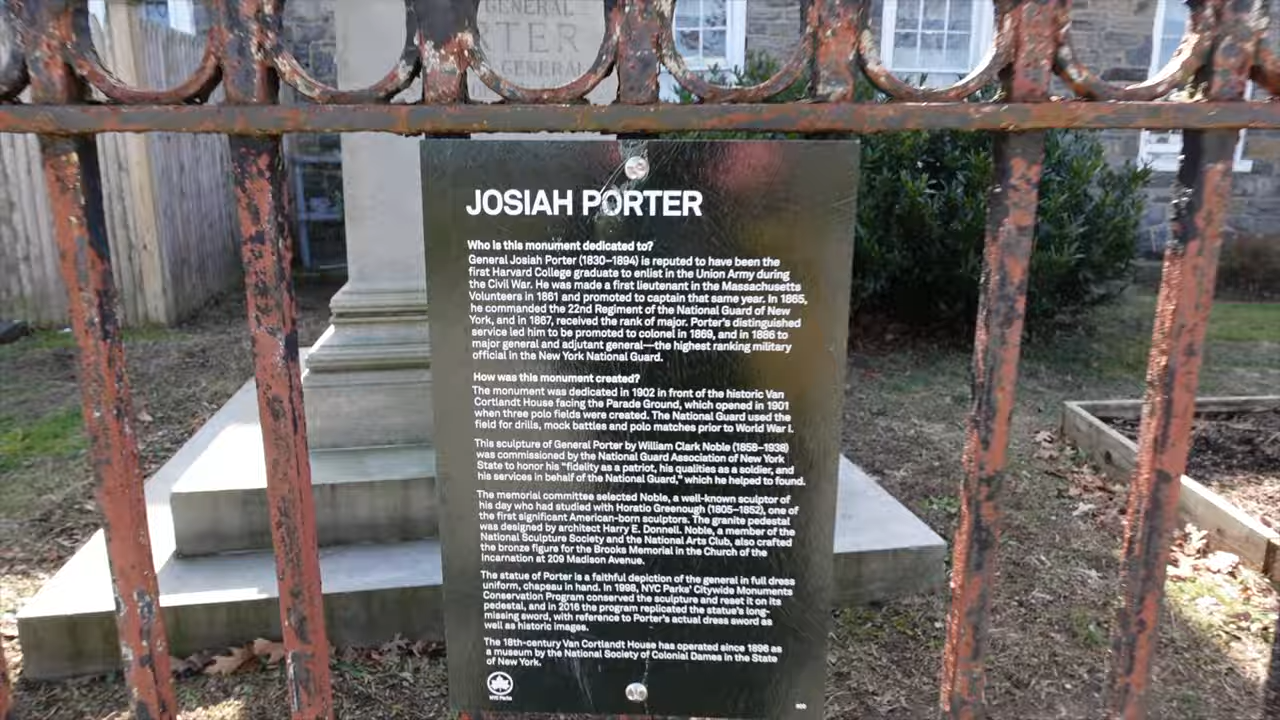 GENERAL
RTER
GENERAL
JOSIAH PORTER
Who is this monument dedicated to?
General Josiah Porter (1830–1894) is reputed to have been the
first Harvard College graduate to enlist in the Union Army during
the Civil War. He was made a first lieutenant in the Massachusetts
Volunteers in 1861 and promoted to captain that same year. In 1865,
he commanded the 22nd Regiment of the National Guard of New
York, and in 1867, received the rank of major. Porter's distinguished
service led him to be promoted to colonel in 1869, and in 1886 to
major general and adjutant general—the highest ranking military
official in the New York National Guard.
How was this monument created?
The monument was dedicated in 1902 in front of the historic Van
Cortlandt House facing the Parade Ground, which opened in 1901
when three polo fields were created. The National Guard used the
field for drills, mock battles and polo matches prior to World War I.
This sculpture of General Porter by William Clark Noble (1858–1938)
was commissioned by the National Guard Association of New York
State to honor his "fidelity as a patriot, his qualities as a soldier, and
his services in behalf of the National Guard," which he helped to found.
The memorial committee selected Noble, a well-known sculptor of
his day who had studied with Horatio Greenough (1805–1852), one of
the first significant American-born sculptors. The granite pedestal
was designed by architect Harry E. Donnell. Noble, a member of the
National Sculpture Society and the National Arts Club, also crafted
the bronze figure for the Brooks Memorial in the Church of the
Incarnation at 209 Madison Avenue.
The statue of Porter is a faithful depiction of the general in full dress
uniform, chapeau in hand. In 1998, NYC Parks' Citywide Monuments
Conservation Program conserved the sculpture and reset it on its
pedestal, and in 2016 the program replicated the statue's long-
missing sword, with reference to Porter's actual dress sword as
well as historic images.
The 18th-century Van Cortlandt House has operated since 1896 as
a museum by the National Society of Colonial Dames in the State
of New York.
NYC Parks